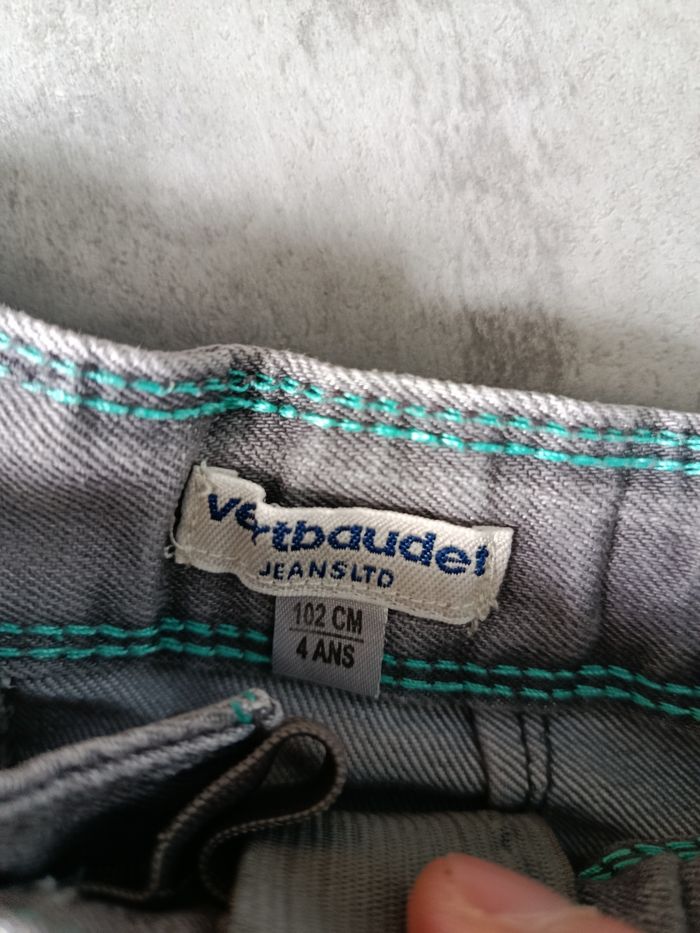 vertbaudet
JEANS LTD
102 CM
4 ANS